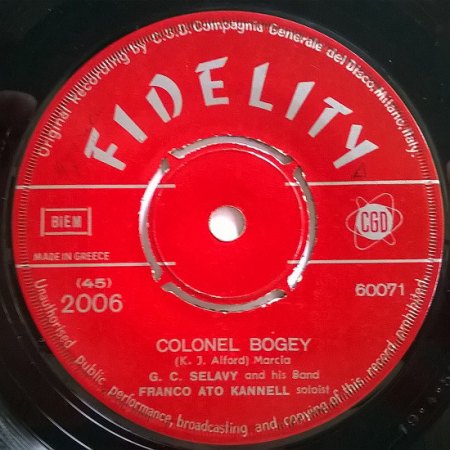 Original Recording by C.G.D. Compagnia Generale del Disco, Milano, Italy.
FIDELITY
BIEM
CGD
MADE IN GREECE
(45)
2006
60071
COLONEL BOGEY
(K. J. Alford) Marcia
G. C. SELAVY and his Band
FRANCO ATO KANNELL soloist
Unauthorised public performance, broadcasting and copying of this record prohibited